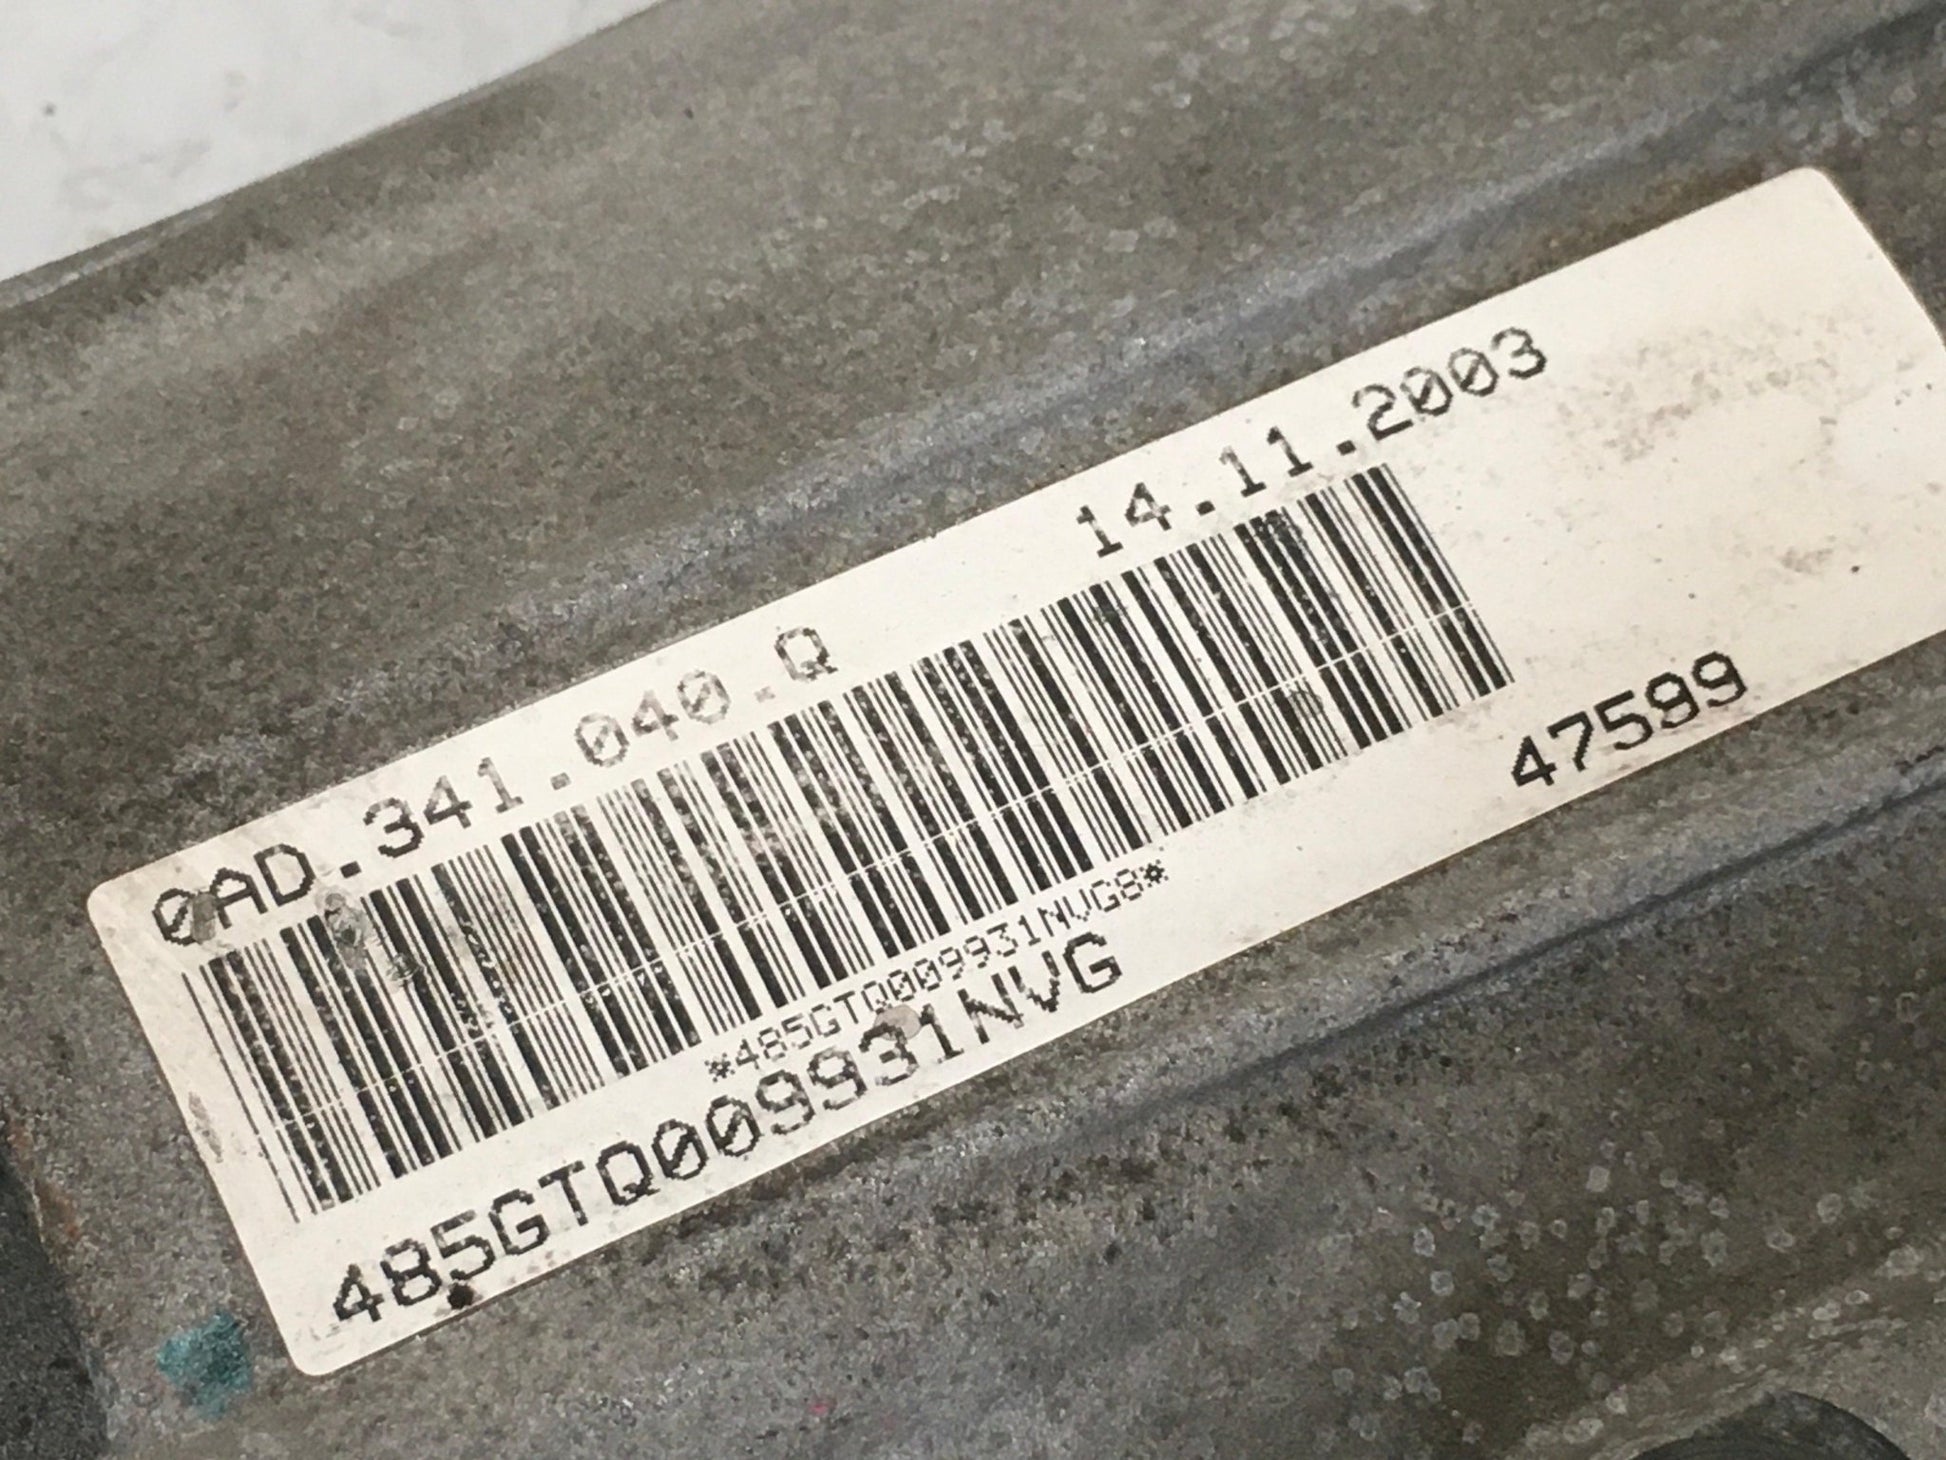 0AD.341.040.Q 14.11.2003
*485GTQ009931NVG8*
485GTQ009931NVG 47599